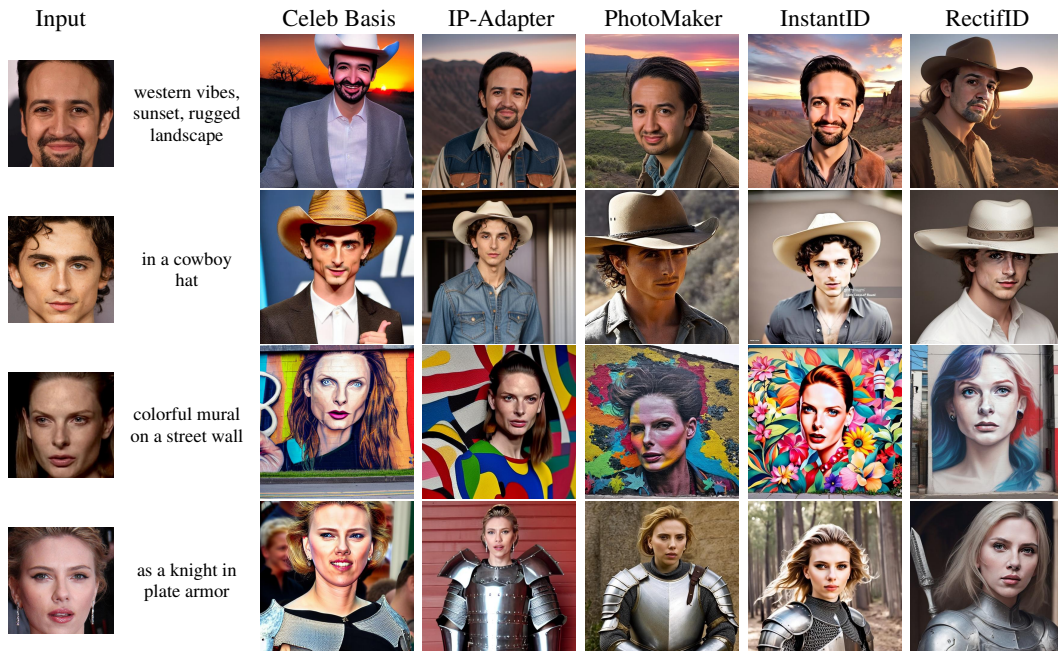 Input
Celeb Basis
IP-Adapter
PhotoMaker
InstantID
RectifID
western vibes,
sunset, rugged
landscape
in a cowboy
hat
colorful mural
on a street wall
as a knight in
plate armor